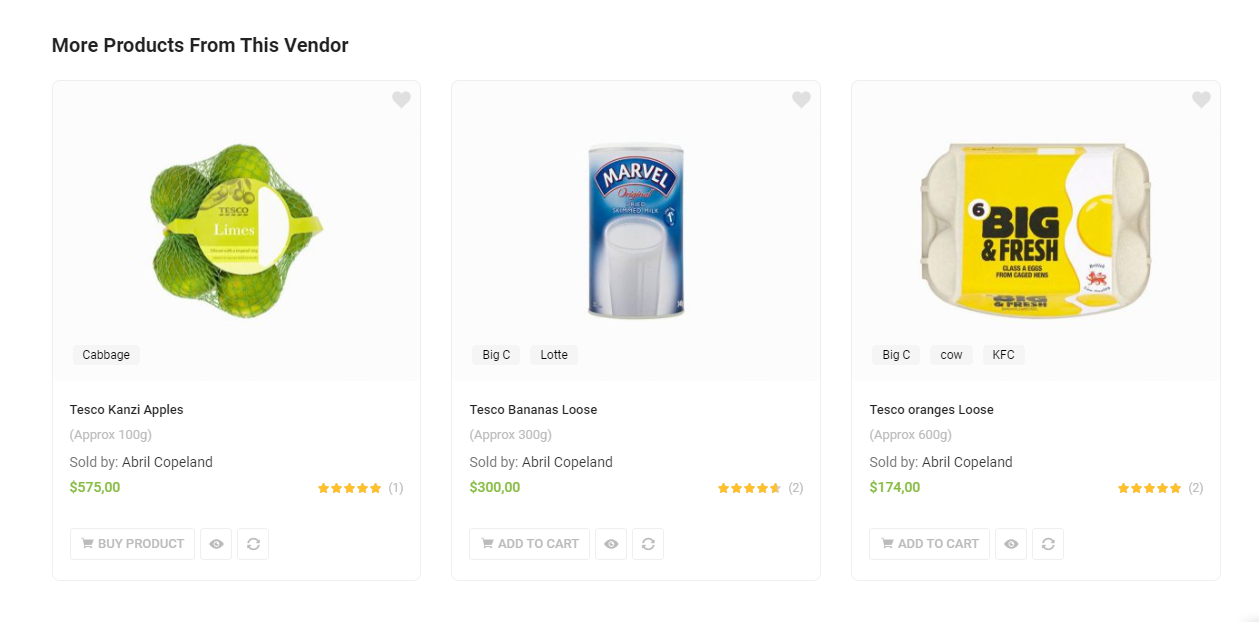 More Products From This Vendor
TESCO
Limes
Cabbage
Tesco Kanzi Apples
(Approx 100g)
Sold by: Abril Copeland
$575,00
(1)
BUY PRODUCT
MARVEL
Original
DRIED
SKIMMED MILK
Big C
Lotte
Tesco Bananas Loose
(Approx 300g)
Sold by: Abril Copeland
$300,00
(2)
ADD TO CART
6
BIG
& FRESH
CLASS A EGGS
FROM CAGED HENS
British
BIG
& FRESH
Big C
cow
KFC
Tesco oranges Loose
(Approx 600g)
Sold by: Abril Copeland
$174,00
(2)
ADD TO CART